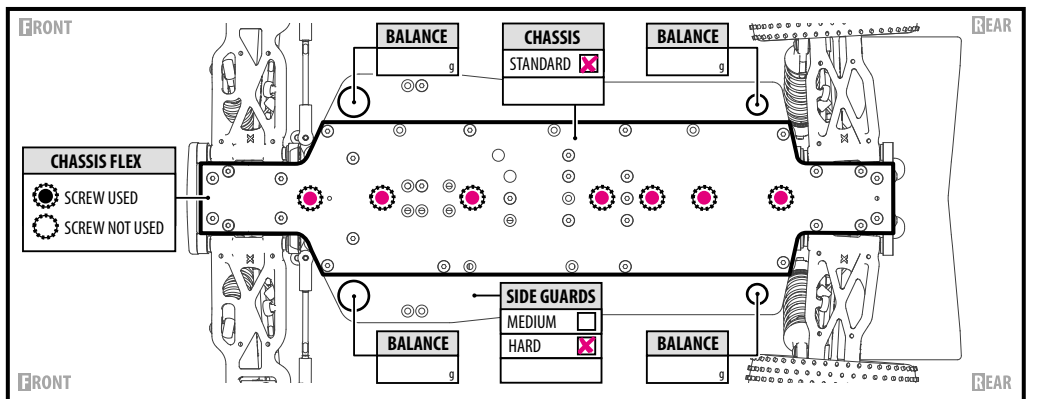 FRONT
REAR
BALANCE
g
CHASSIS
STANDARD
BALANCE
g
CHASSIS FLEX
SCREW USED
SCREW NOT USED
SIDE GUARDS
MEDIUM
HARD
BALANCE
g
BALANCE
g
FRONT
REAR